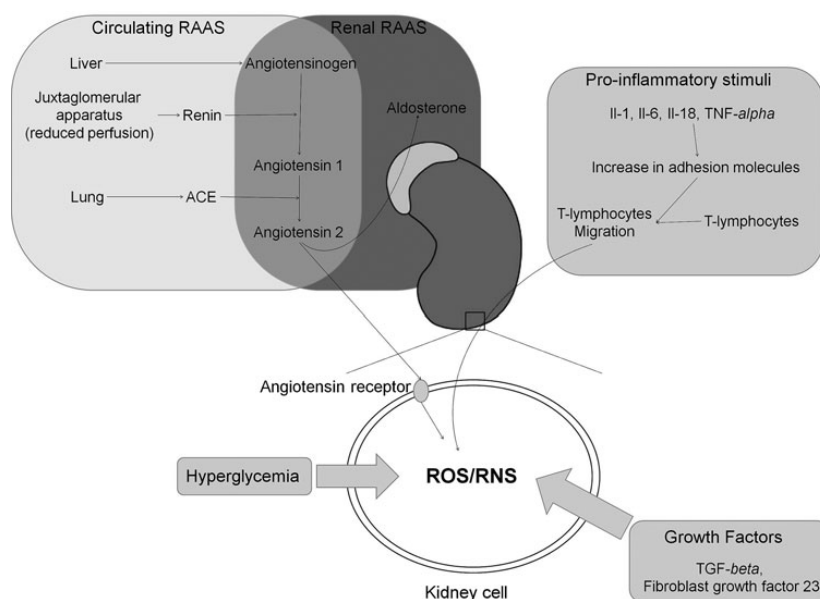 Circulating RAAS
Renal RAAS
Liver
Angiotensinogen
Juxtaglomerular
apparatus
(reduced perfusion)
Renin
Aldosterone
Angiotensin 1
Lung
ACE
Angiotensin 2
Pro-inflammatory stimuli
Il-1, Il-6, Il-18, TNF-alpha
Increase in adhesion molecules
T-lymphocytes
Migration
T-lymphocytes
Angiotensin receptor
Hyperglycemia
ROS/RNS
Growth Factors
TGF-beta,
Fibroblast growth factor 23
Kidney cell